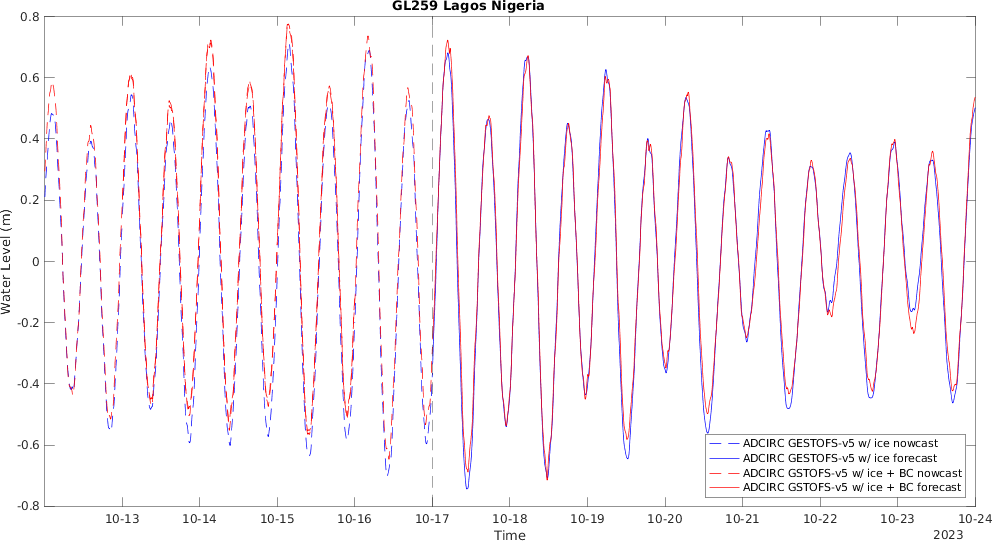 GL259 Lagos Nigeria
0.8
0.6
0.4
0.2
0
-0.2
-0.4
-0.6
-0.8
Water Level (m)
ADCIRC GESTOFS-v5 w/ ice nowcast
ADCIRC GESTOFS-v5 w/ ice forecast
ADCIRC GSTOFS-v5 w/ ice + BC nowcast
ADCIRC GSTOFS-v5 w/ ice + BC forecast
10-13 10-14 10-15 10-16 10-17 10-18 10-19 10-20 10-21 10-22 10-23 10-24
Time
2023